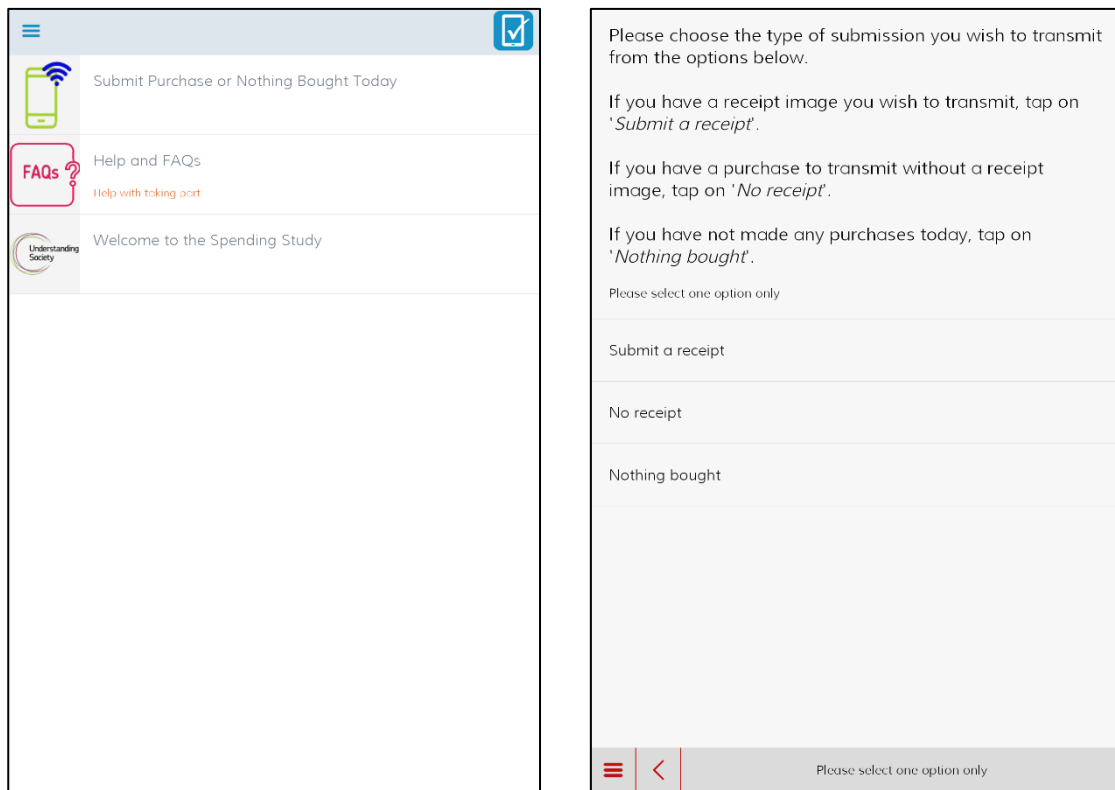 Submit Purchase or Nothing Bought Today
FAQs ?
Help and FAQs
Help with taking part
Understanding
Society
Welcome to the Spending Study
Please choose the type of submission you wish to transmit
from the options below.
If you have a receipt image you wish to transmit, tap on
'Submit a receipt'.
If you have a purchase to transmit without a receipt
image, tap on 'No receipt'.
If you have not made any purchases today, tap on
'Nothing bought'.
Please select one option only
Submit a receipt
No receipt
Nothing bought
Please select one option only